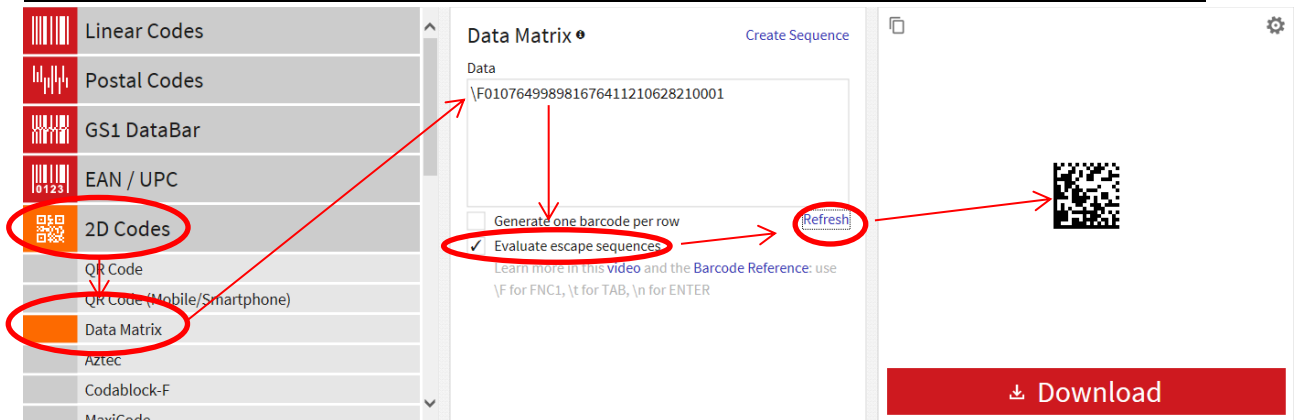 Linear Codes
Postal Codes
GS1 DataBar
0123
EAN / UPC
2D Codes
QR Code
QR Code (Mobile/Smartphone)
Data Matrix
Aztec
Codablock-F
MaxiCode
Data Matrix
Create Sequence
Data
\F010764998981676411210628210001
Generate one barcode per row
Refresh
Evaluate escape sequences
Learn more in this video and the Barcode Reference: use
\F for FNC1, \t for TAB, \n for ENTER
Download